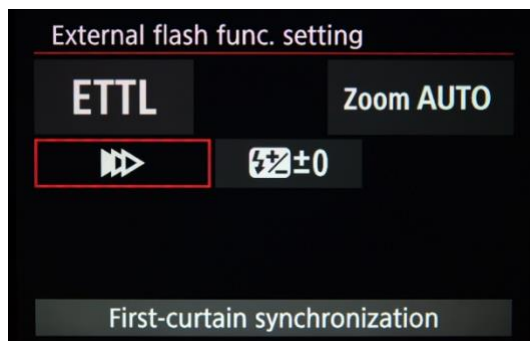 External flash func. setting
ETTL Zoom AUTO
±0
First-curtain synchronization